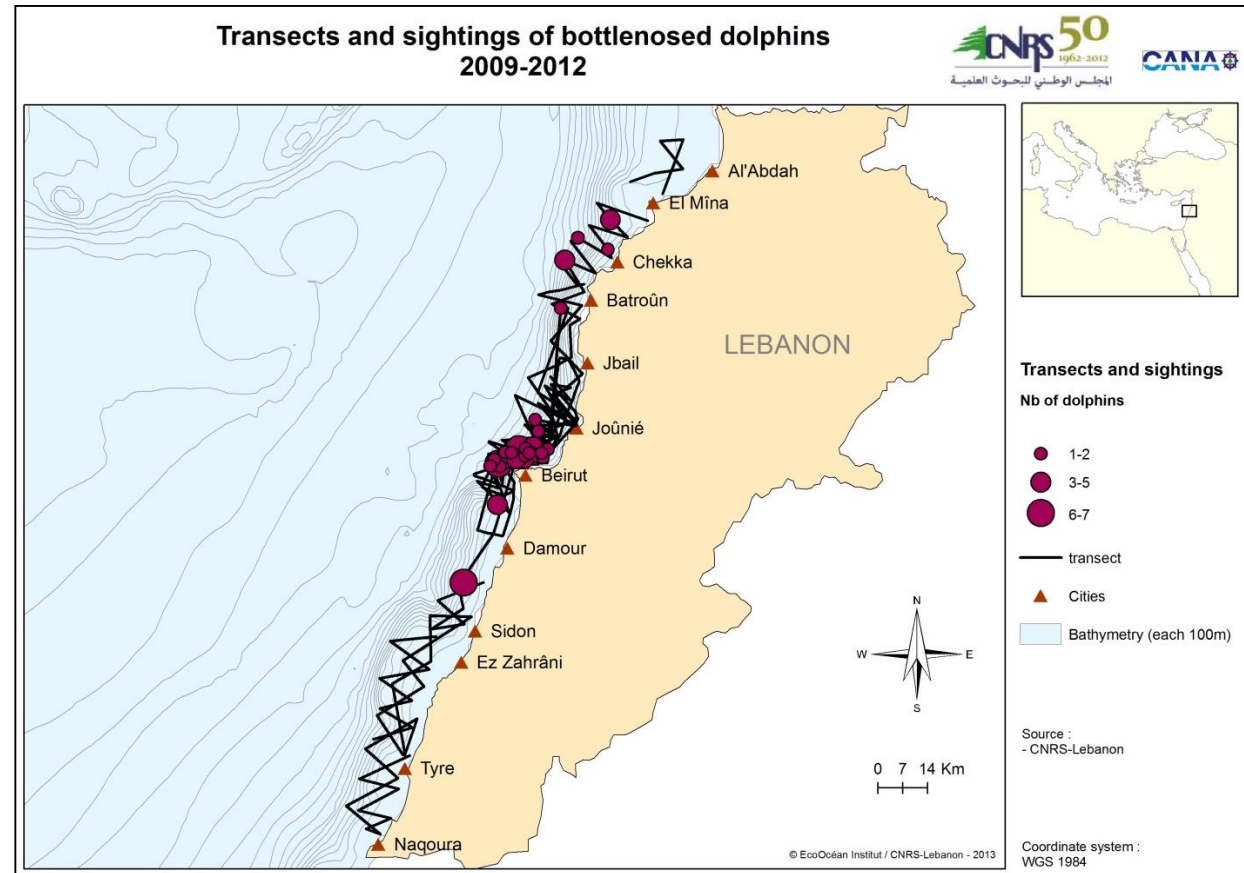 Transects and sightings of bottlenosed dolphins
2009-2012
CNRS 50
1962-2012
المجلس الوطني للبحوث العلمية
CANA
Al'Abdah
El Mîna
Chekka
Batroûn
LEBANON
Jbail
Joûnié
Beirut
Damour
Sidon
Ez Zahrâni
Tyre
Naqoura
N
W
E
S
0 7 14 Km
© EcoOcéan Institut / CNRS-Lebanon - 2013
Transects and sightings
Nb of dolphins
1-2
3-5
6-7
transect
Cities
Bathymetry (each 100m)
Source :
- CNRS-Lebanon
Coordinate system :
WGS 1984